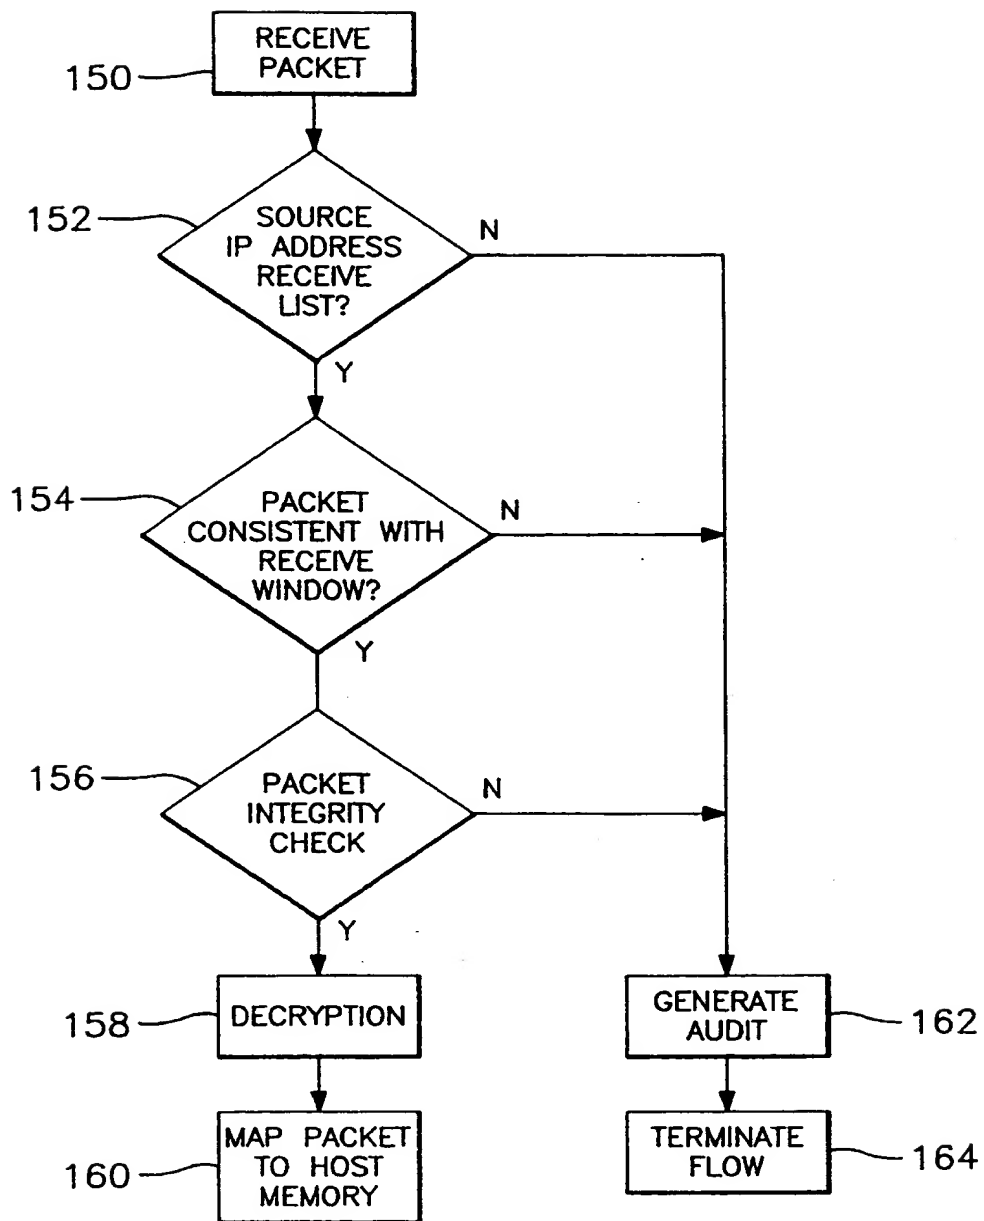 RECEIVE
PACKET
150
152
SOURCE
IP ADDRESS
RECEIVE
LIST?
N
Y
154
PACKET
CONSISTENT WITH
RECEIVE
WINDOW?
N
Y
156
PACKET
INTEGRITY
CHECK
N
Y
158
DECRYPTION
GENERATE
AUDIT
162
160
MAP PACKET
TO HOST
MEMORY
TERMINATE
FLOW
164